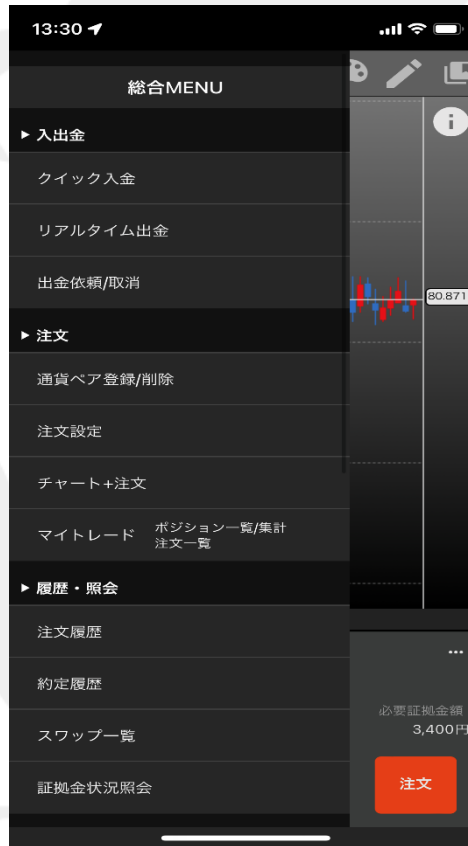 13:30
総合MENU
▶ 入出金
クイック入金
リアルタイム出金
出金依頼/取消
▶ 注文
通貨ペア登録/削除
注文設定
チャート+注文
マイトレード ポジション一覧/集計
注文一覧
▶ 履歴・照会
注文履歴
約定履歴
スワップ一覧
証拠金状況照会
i
80.871
...
必要証拠金額
3,400円
注文